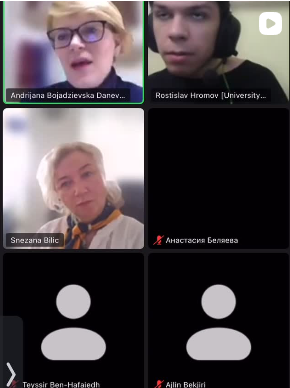 Andrijana Bojadzievska Danev...
Rostislav Hromov [University...
Snezana Bilic
Анастасия Беляева
Teyssir Ben-Hafaiedh
Ajlin Bekjiri